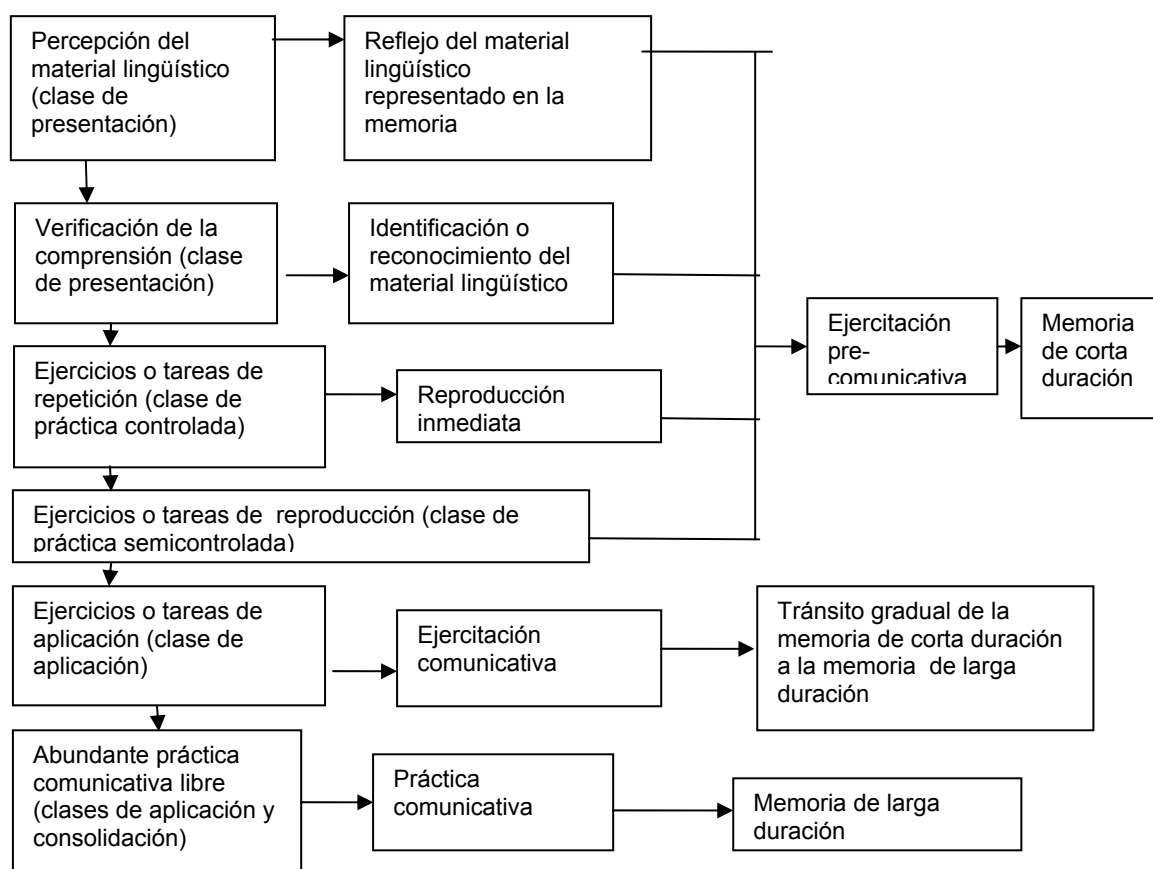 Percepción del
material lingüístico
(clase de
presentación)
Reflejo del material
lingüístico
representado en la
memoria
Verificación de la
comprensión (clase
de presentación)
Identificación o
reconocimiento del
material lingüístico
Ejercitación
pre-
comunicativa
Memoria
de corta
duración
Ejercicios o tareas de
repetición (clase de
práctica controlada)
Reproducción
inmediata
Ejercicios o tareas de  reproducción (clase de
práctica semicontrolada)
Ejercicios o tareas de
aplicación (clase de
aplicación)
Ejercitación
comunicativa
Tránsito gradual de la
memoria de corta duración
a la memoria  de larga
duración
Abundante práctica
comunicativa libre
(clases de aplicación y
consolidación)
Práctica
comunicativa
Memoria de larga
duración